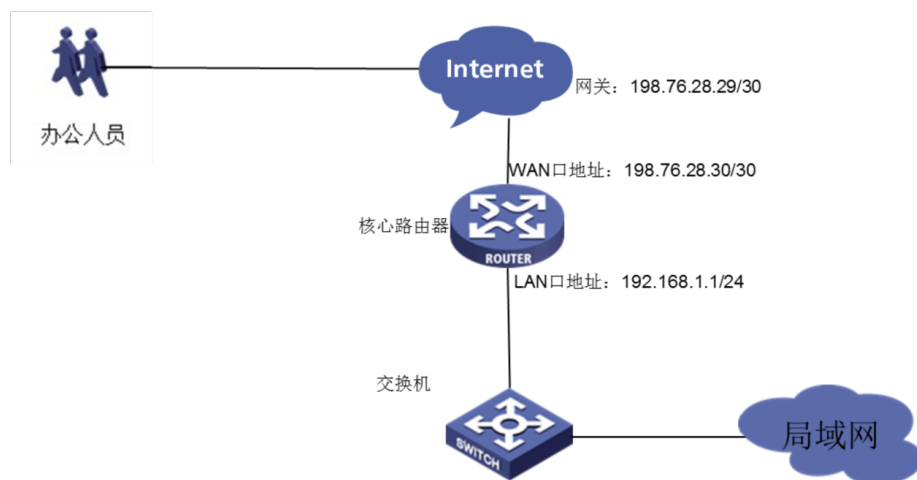 Internet
网关：198.76.28.29/30
办公人员
WAN口地址：198.76.28.30/30
核心路由器
ROUTER
LAN口地址：192.168.1.1/24
交换机
SWITCH
局域网